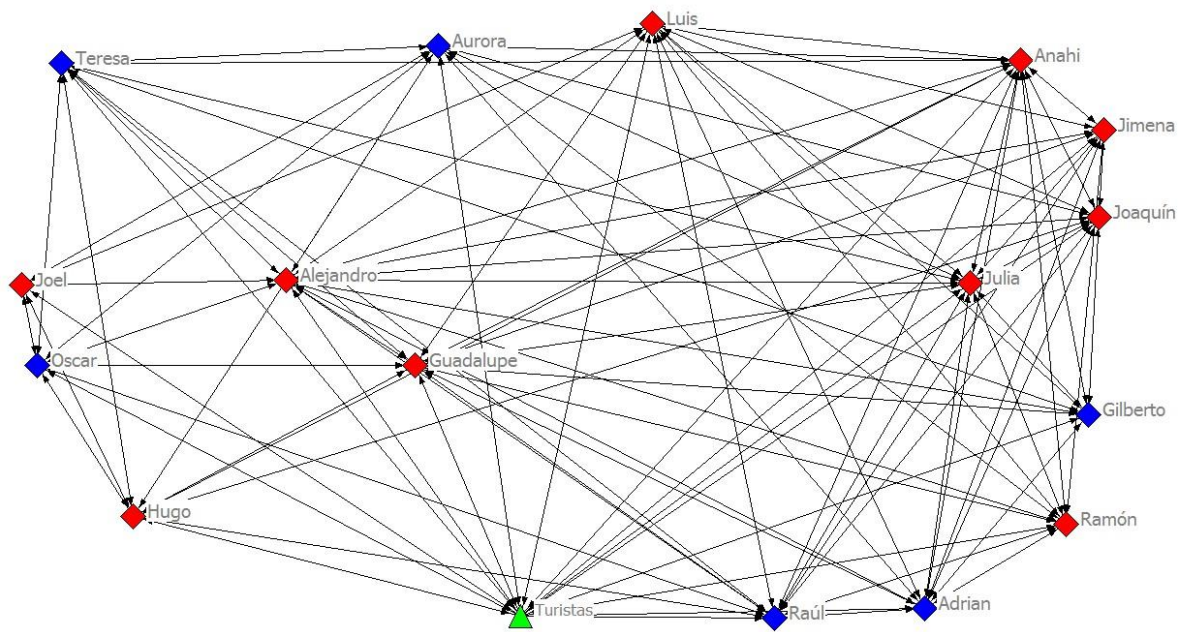 Luis
Aurora
Teresa
Anahi
Jimena
Joaquín
Joel
Alejandro
Julia
Oscar
Guadalupe
Gilberto
Hugo
Ramón
Turistas
Raúl
Adrian